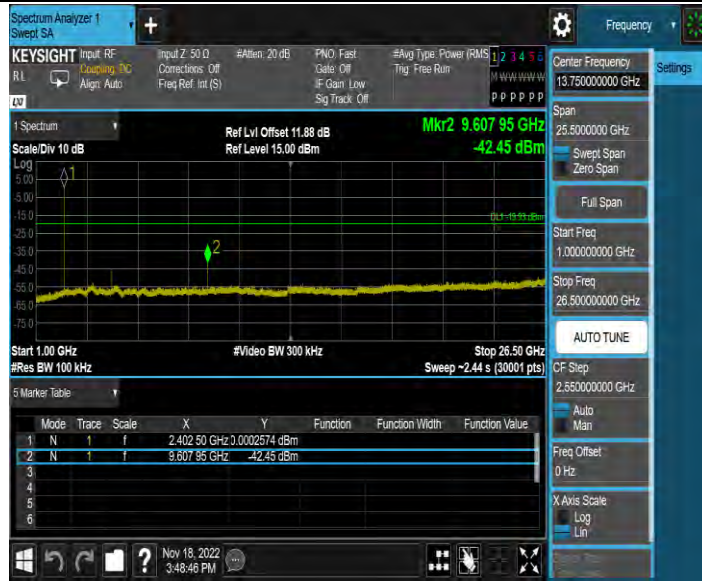 Spectrum Analyzer 1
Swept SA
+
Frequency
KEYSIGHT Input: RF Input Z: 50 Ω #Atten: 20 dB PNO: Fast #Avg Type: Power (RMS 1 2 3 4 5 6
RL Coupling: DC Corrections: Off Gate: Off Trig: Free Run M W W W W W
Align: Auto Freq Ref: Int (S) IF Gain: Low
Sig Track: Off P P P P P P
LXI
1 Spectrum
Scale/Div 10 dB
Ref Lvl Offset 11.88 dB
Ref Level 15.00 dBm
Mkr2 9.607 95 GHz
-42.45 dBm
Log
5.00
-5.00
-15.0
-25.0
-35.0
-45.0
-55.0
-65.0
-75.0
1
2
DL1 -19.93 dBm
Start 1.00 GHz #Video BW 300 kHz Stop 26.50 GHz
#Res BW 100 kHz Sweep ~2.44 s (30001 pts)
5 Marker Table
Mode Trace Scale X Y Function Function Width Function Value
1 N 1 f 2.402 50 GHz 0.0002574 dBm
2 N 1 f 9.607 95 GHz -42.45 dBm
3
4
5
6
?
Nov 18, 2022
3:48:46 PM
Center Frequency
13.750000000 GHz
Settings
Span
25.5000000 GHz
Swept Span
Zero Span
Full Span
Start Freq
1.000000000 GHz
Stop Freq
26.500000000 GHz
AUTO TUNE
CF Step
2.550000000 GHz
Auto
Man
Freq Offset
0 Hz
X Axis Scale
Log
Lin